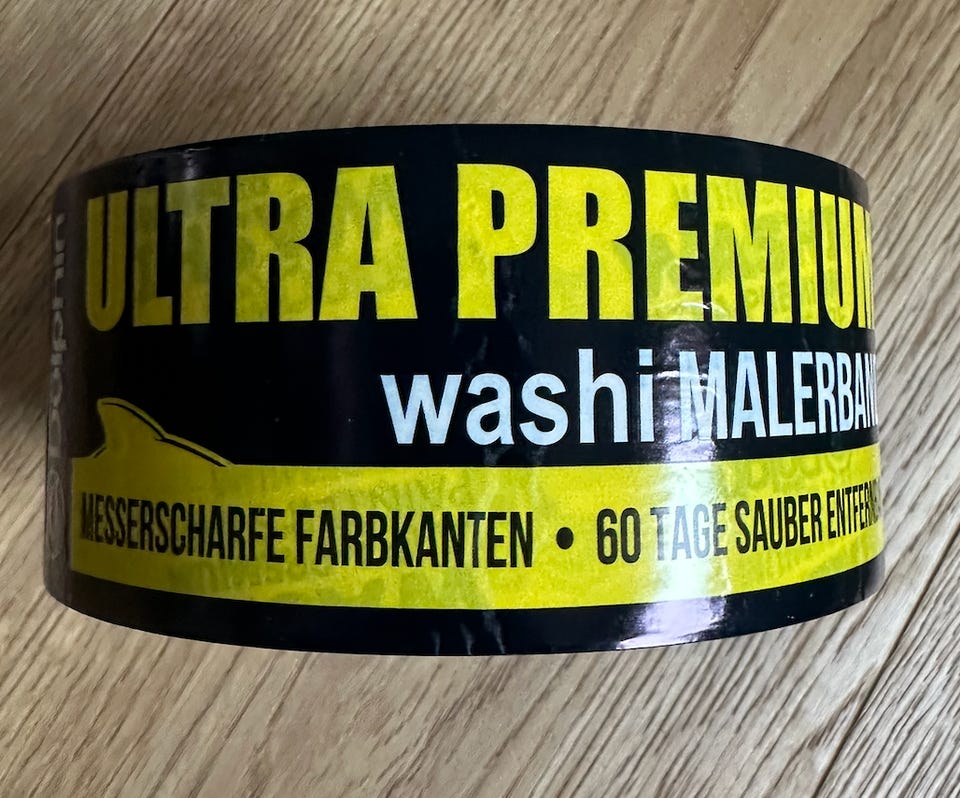 ULTRA PREMIUM
washi MALERBAND
MESSERSCHARFE FARBKANTEN • 60 TAGE SAUBER